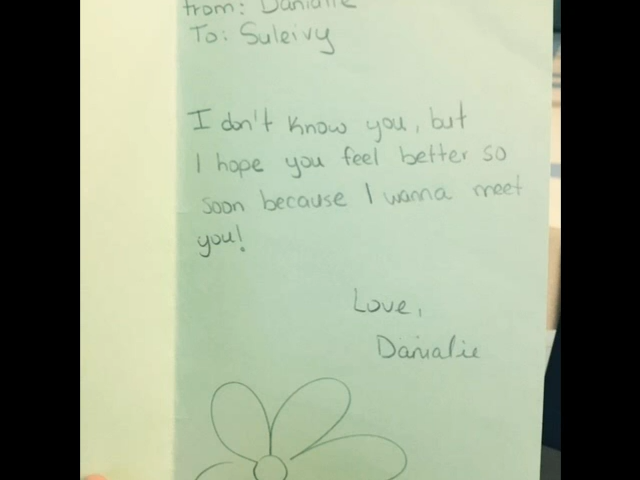 from: Danialie
To: Suleivy
I don't know you, but
I hope you feel better so
soon because I wanna meet
you!
Love,
Danialie